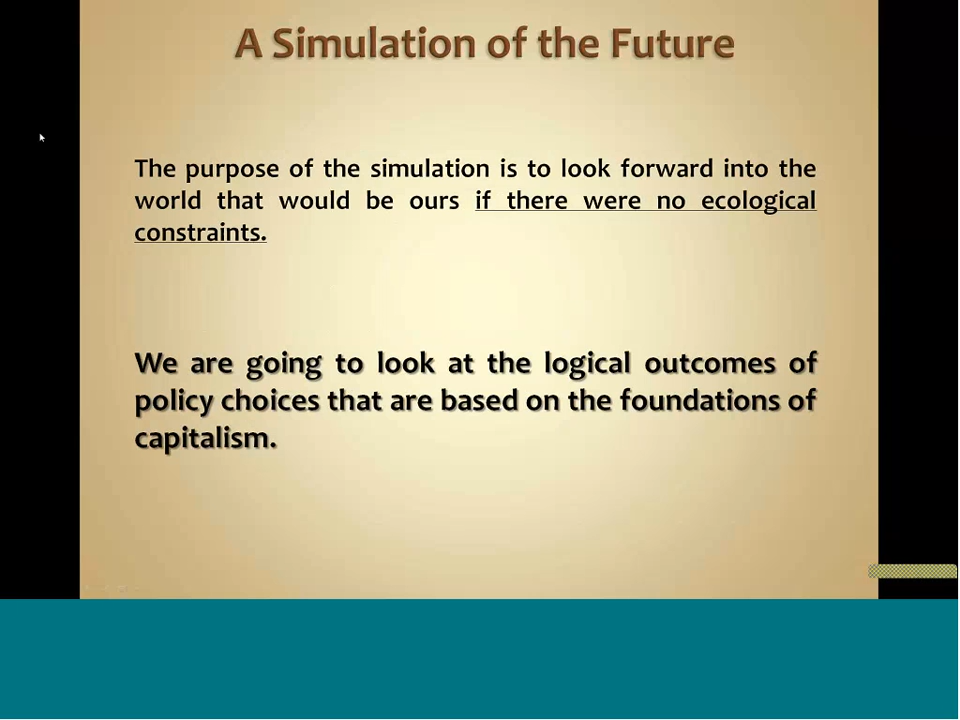 A Simulation of the Future
The purpose of the simulation is to look forward into the
world that would be ours if there were no ecological
constraints.
We are going to look at the logical outcomes of
policy choices that are based on the foundations of
capitalism.